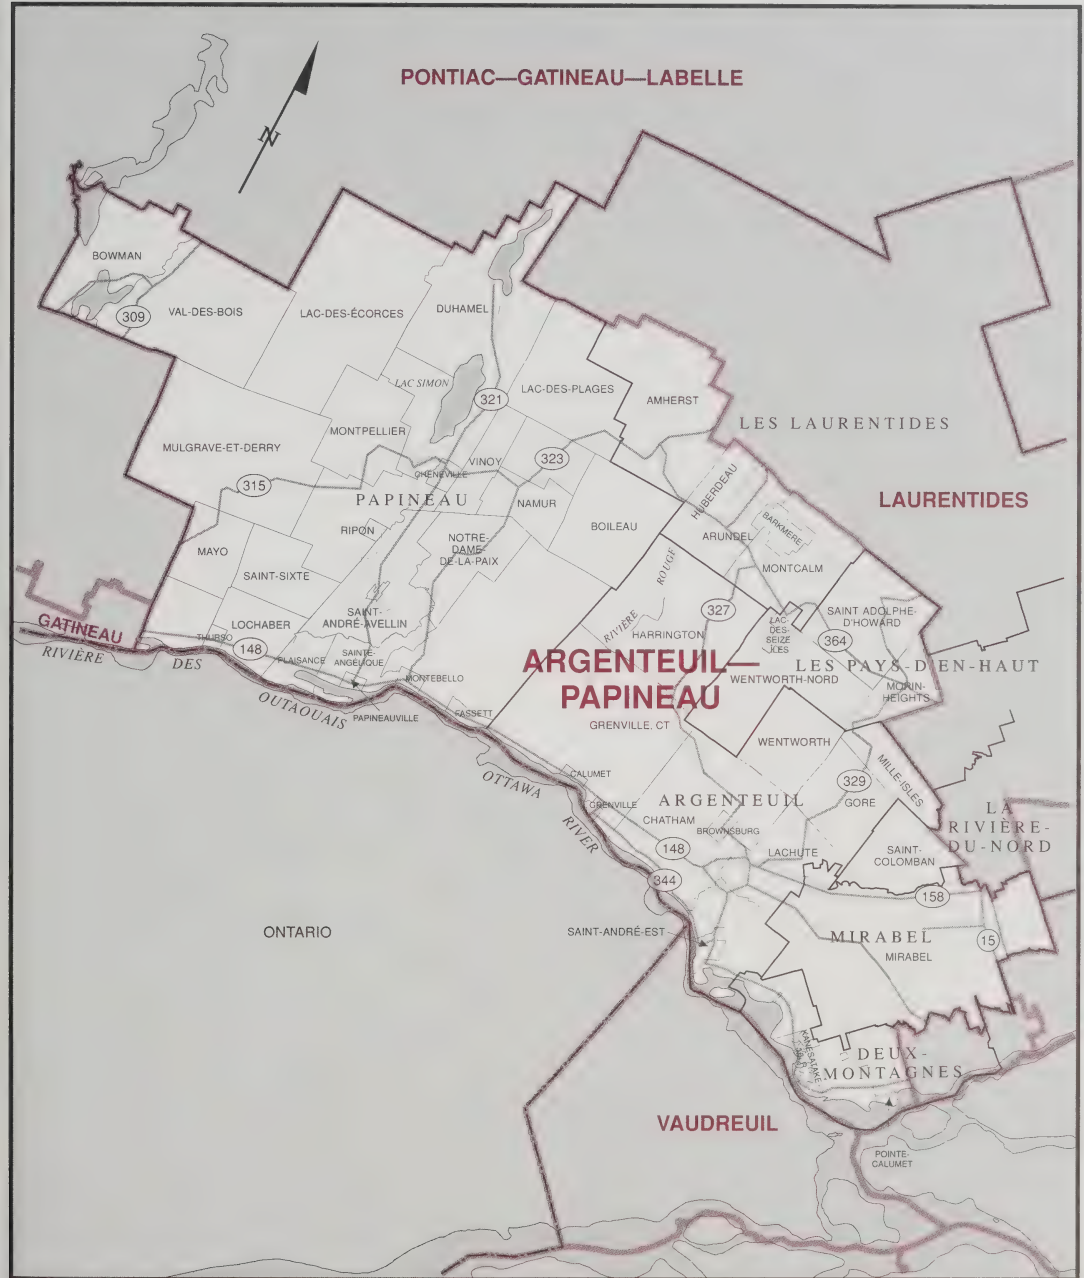 PONTIAC—GATINEAU—LABELLE
N
BOWMAN
309
VAL-DES-BOIS
LAC-DES-ÉCORCES
DUHAMEL
LAC SIMON
321
LAC-DES-PLAGES
AMHERST
LES LAURENTIDES
MULGRAVE-ET-DERRY
MONTPELLIER
VINOY
323
CHÉNÉVILLE
315
PAPINEAU
NAMUR
HUBERDEAU
LAURENTIDES
BARKMERE
RIPON
NOTRE-
DAME-
DE-LA-PAIX
BOILEAU
ARUNDEL
MAYO
SAINT-SIXTE
MONTCALM
RIVIÈRE ROUGE
327
SAINT ADOLPHE-
D'HOWARD
GATINEAU
THURSO
LOCHABER
SAINT-
ANDRÉ-AVELLIN
HARRINGTON
LAC-
DES-
SEIZE
ÎLES
364
148
PLAISANCE
SAINTE-
ANGÉLIQUE
ARGENTEUIL—
PAPINEAU
LES PAYS-D'EN-HAUT
RIVIÈRE DES OUTAOUAIS
MONTEBELLO
WENTWORTH-NORD
MORIN-
HEIGHTS
PAPINEAUVILLE
FASSETT
GRENVILLE, CT
WENTWORTH
MILLE-ISLES
OTTAWA RIVER
CALUMET
329
GRENVILLE
ARGENTEUIL
GORE
LA
RIVIÈRE-
DU-NORD
CHATHAM
BROWNSBURG
148
LACHUTE
SAINT-
COLOMBAN
344
158
ONTARIO
SAINT-ANDRÉ-EST
MIRABEL
MIRABEL
15
KANESATAKE
DEUX-
MONTAGNES
VAUDREUIL
POINTE-
CALUMET